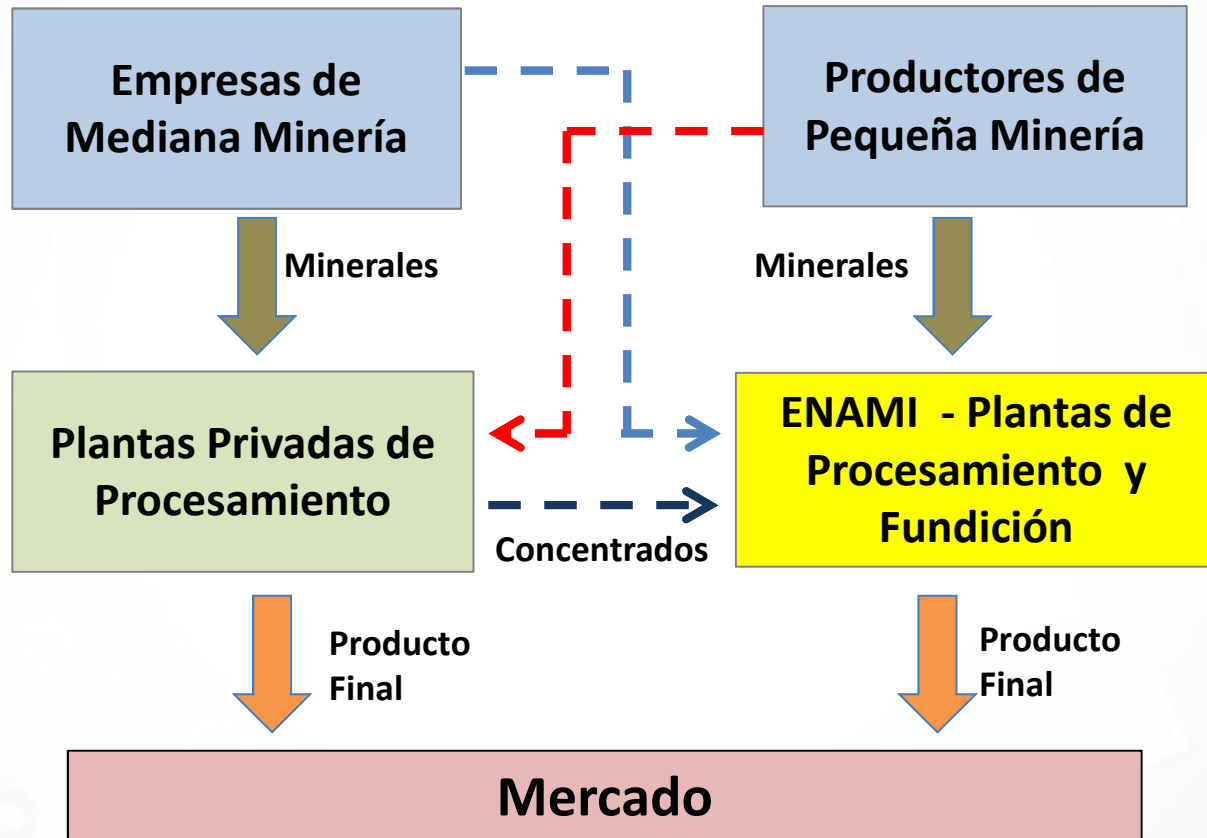 Empresas de
Mediana Minería
Productores de
Pequeña Minería
Minerales
Minerales
Plantas Privadas de
Procesamiento
ENAMI - Plantas de
Procesamiento y
Fundición
Concentrados
Producto
Final
Producto
Final
Mercado